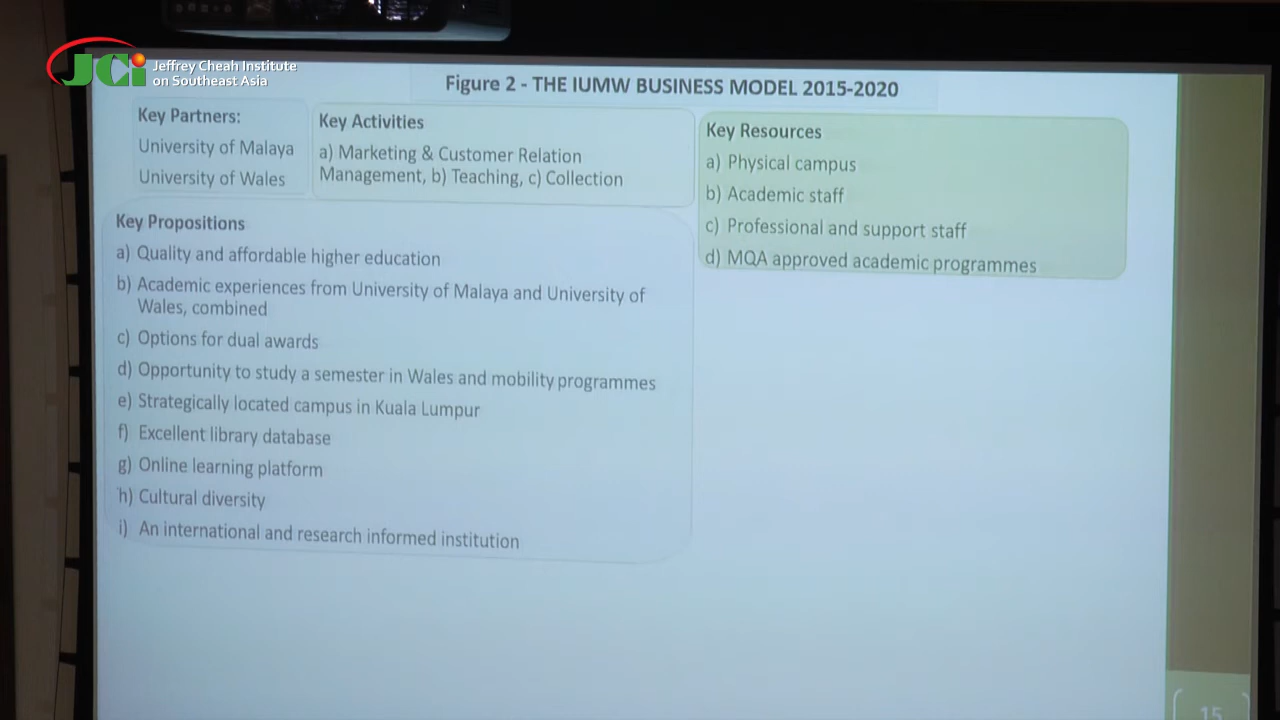 JCi
Jeffrey Cheah Institute
on Southeast Asia
Figure 2 - THE IUMW BUSINESS MODEL 2015-2020
Key Partners:
University of Malaya
University of Wales
Key Activities
a) Marketing & Customer Relation
Management, b) Teaching, c) Collection
Key Resources
a) Physical campus
b) Academic staff
c) Professional and support staff
d) MQA approved academic programmes
Key Propositions
a) Quality and affordable higher education
b) Academic experiences from University of Malaya and University of
Wales, combined
c) Options for dual awards
d) Opportunity to study a semester in Wales and mobility programmes
e) Strategically located campus in Kuala Lumpur
f) Excellent library database
g) Online learning platform
h) Cultural diversity
i) An international and research informed institution
15